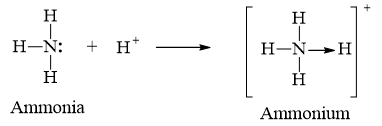 H H
H—N: + H⁺ ⟶ [H—N→H]⁺
H H
Ammonia Ammonium